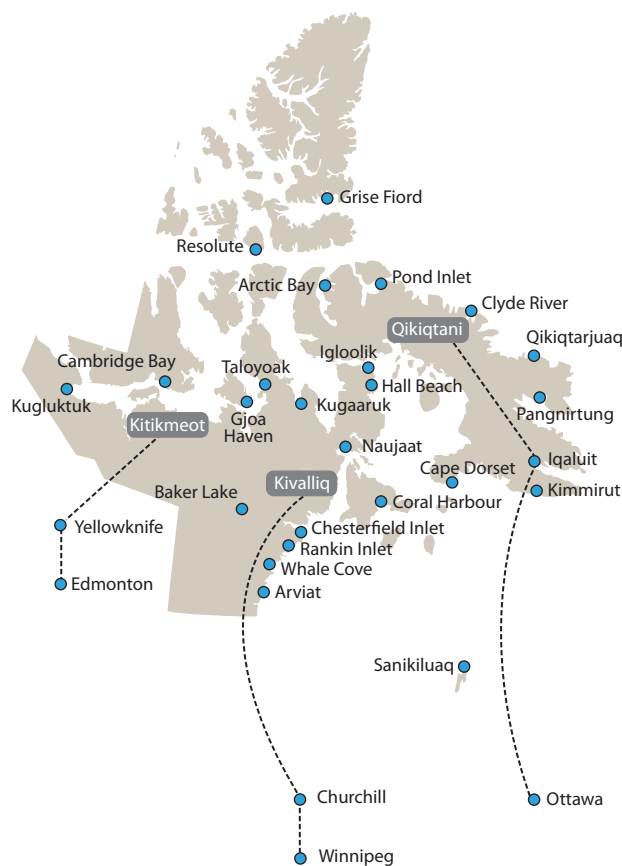 Grise Fiord
Resolute
Arctic Bay
Pond Inlet
Clyde River
Qikiqtani
Qikiqtarjuaq
Igloolik
Cambridge Bay
Taloyoak
Hall Beach
Kugluktuk
Kugaaruk
Pangnirtung
Gjoa
Haven
Kitikmeot
Naujaat
Iqaluit
Cape Dorset
Kivalliq
Kimmirut
Baker Lake
Coral Harbour
Yellowknife
Chesterfield Inlet
Rankin Inlet
Whale Cove
Edmonton
Arviat
Sanikiluaq
Churchill
Ottawa
Winnipeg